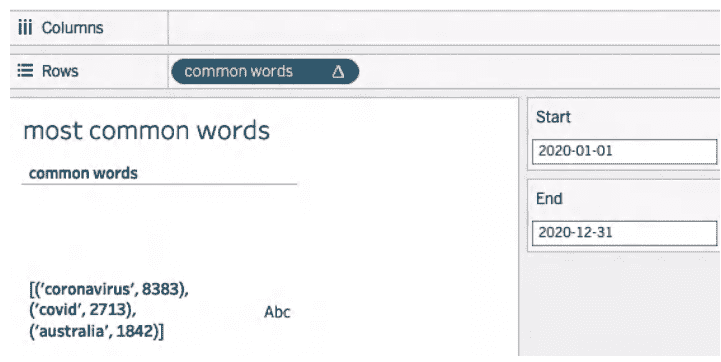 Columns
Rows
common words Δ
most common words
common words
[('coronavirus', 8383),
('covid', 2713),
('australia', 1842)]
Abc
Start
2020-01-01
End
2020-12-31